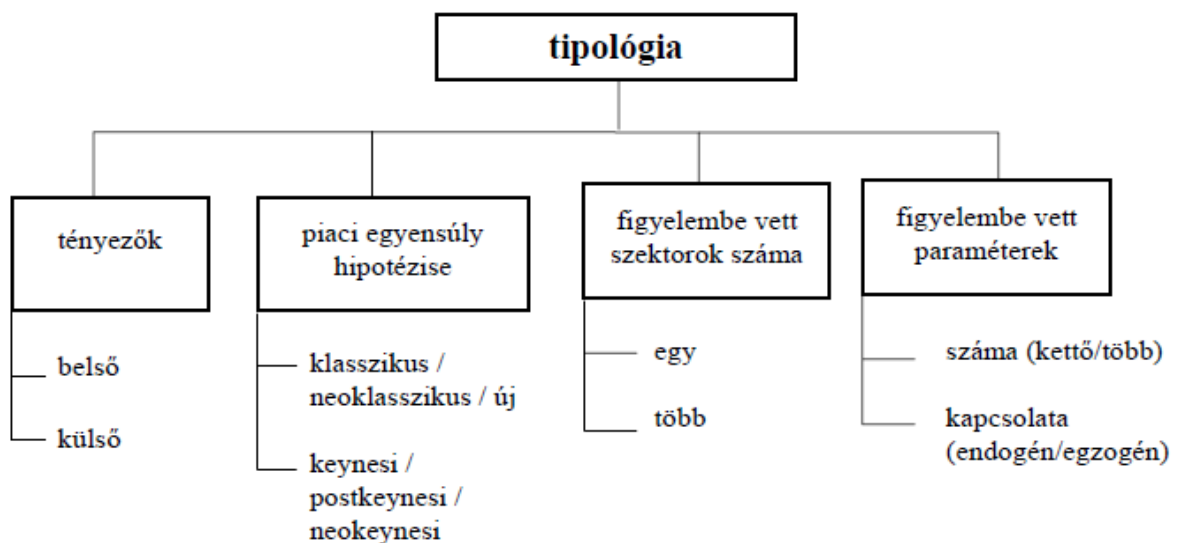 tipológia
tényezők
piaci egyensúly
hipotézise
figyelembe vett
szektorok száma
figyelembe vett
paraméterek
belső
külső
klasszikus /
neoklasszikus / új
keynesi /
postkeynesi /
neokeynesi
egy
több
száma (kettő/több)
kapcsolata
(endogén/egzogén)